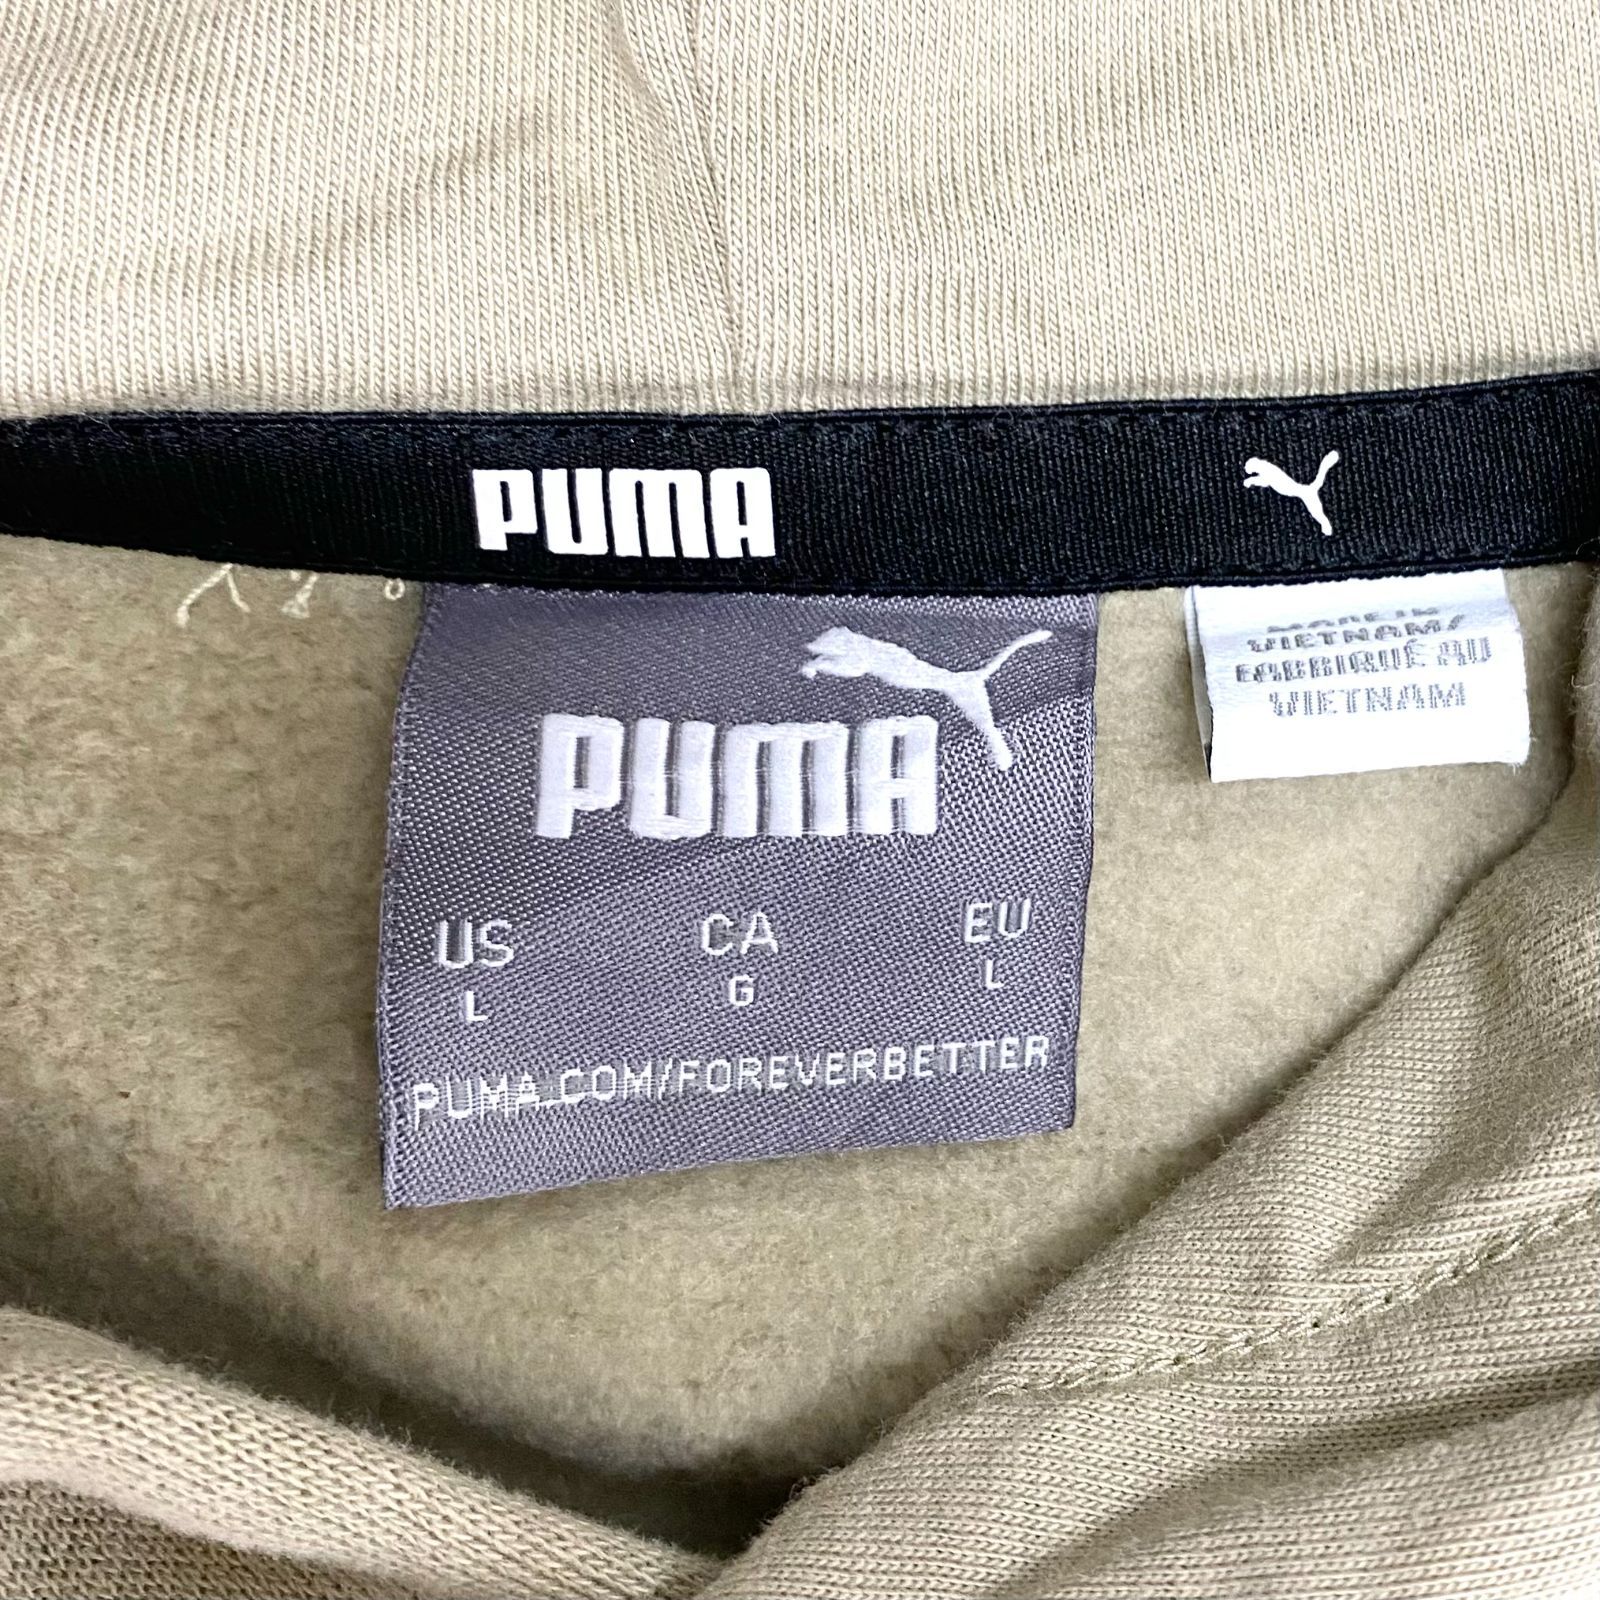 PUMA
PUMA
US CA EU
L G L
PUMA.COM/FOREVERBETTER
MADE IN
VIETNAM/
FABRIQUÉ AU
VIETNAM